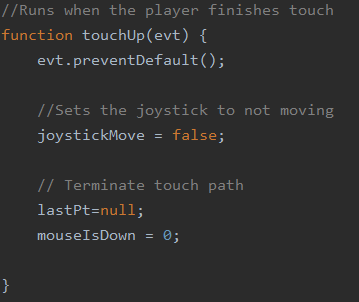 //Runs when the player finishes touch
function touchUp(evt) {
evt.preventDefault();
//Sets the joystick to not moving
joystickMove = false;
// Terminate touch path
lastPt=null;
mouseIsDown = 0;
}